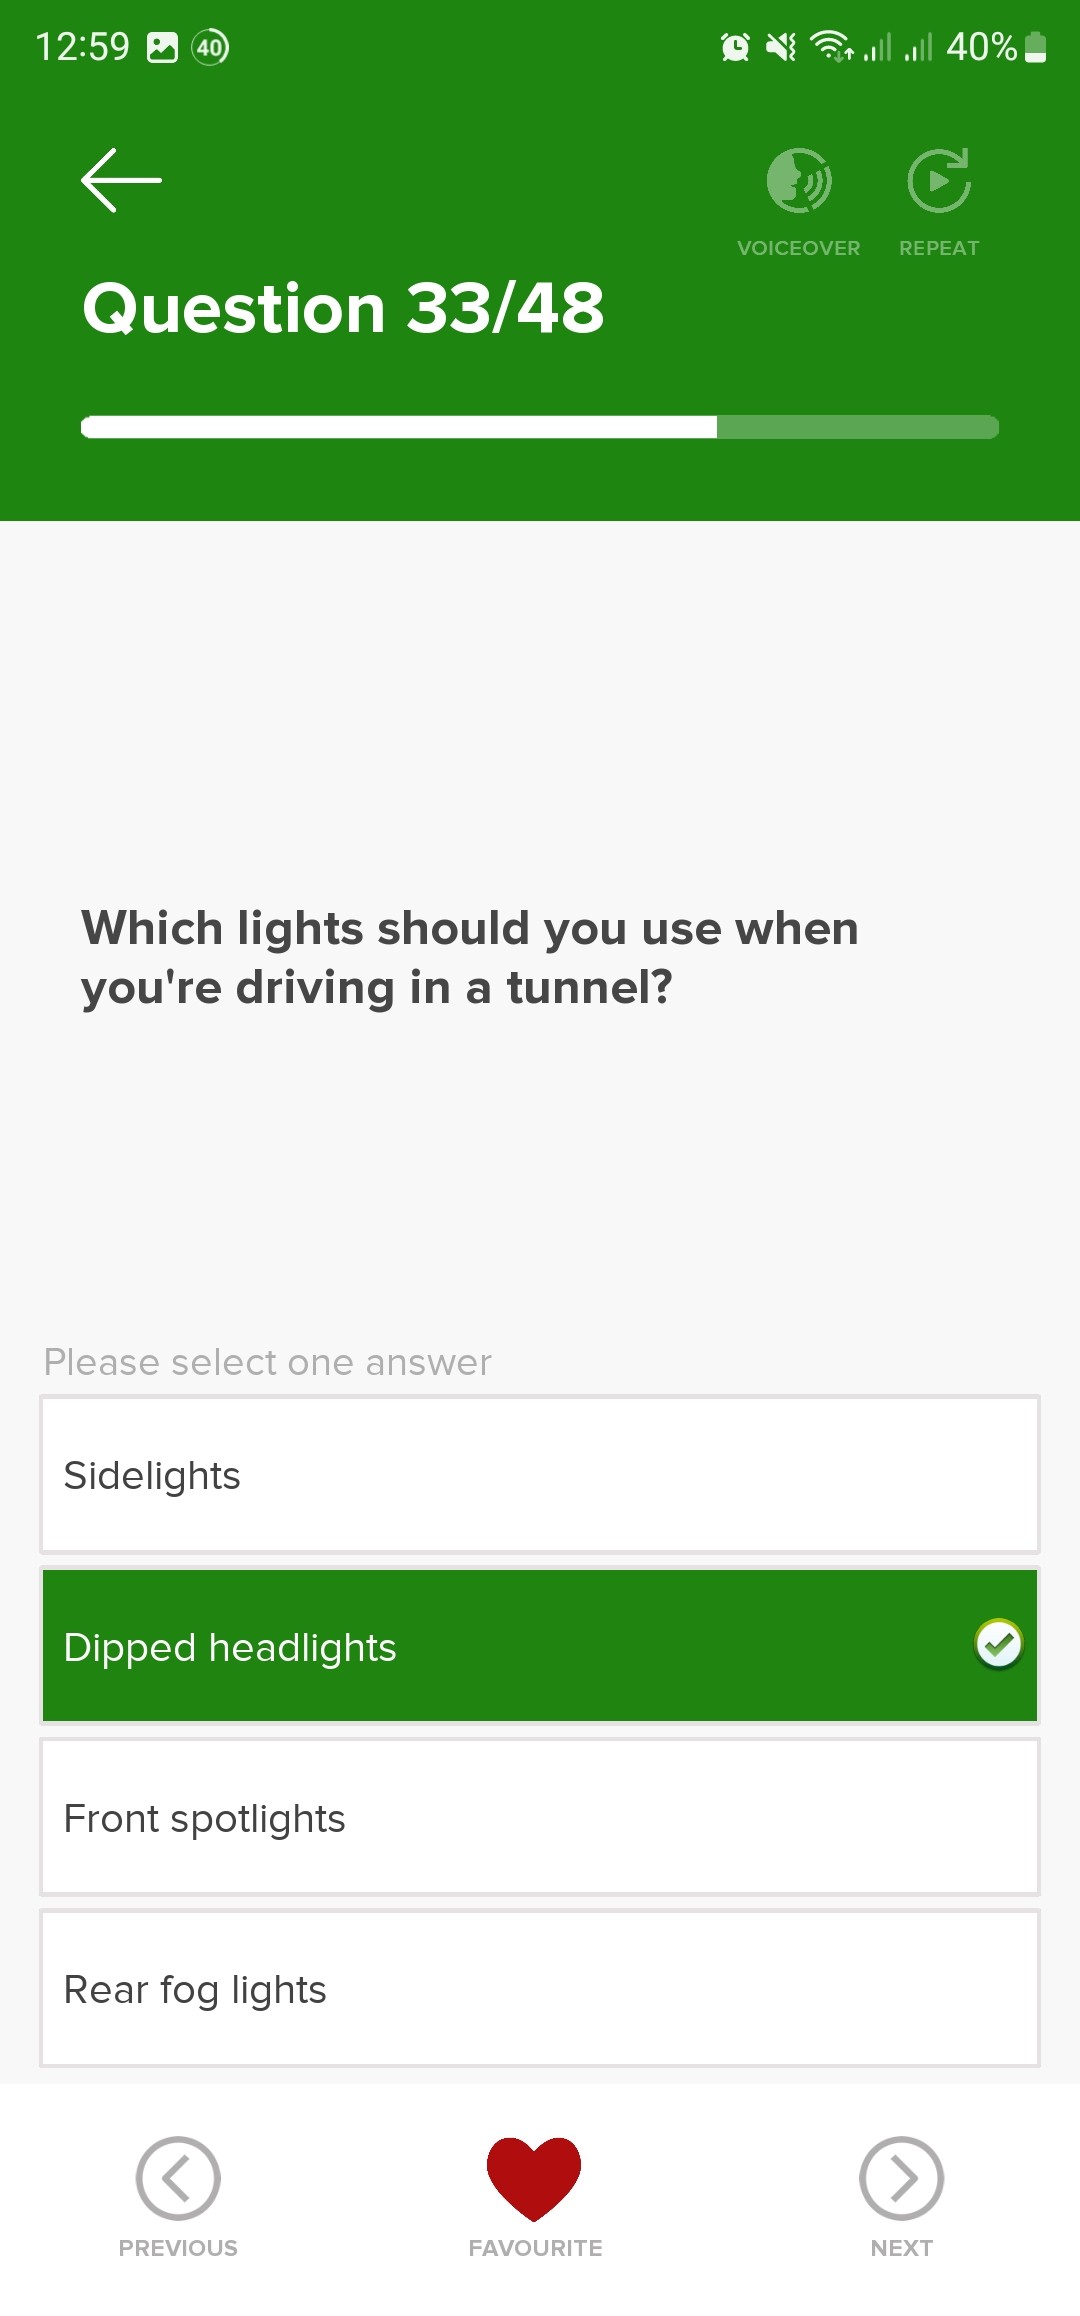 12:59 40 40%
VOICEOVER REPEAT
Question 33/48
Which lights should you use when
you're driving in a tunnel?
Please select one answer
Sidelights
Dipped headlights
Front spotlights
Rear fog lights
PREVIOUS FAVOURITE NEXT